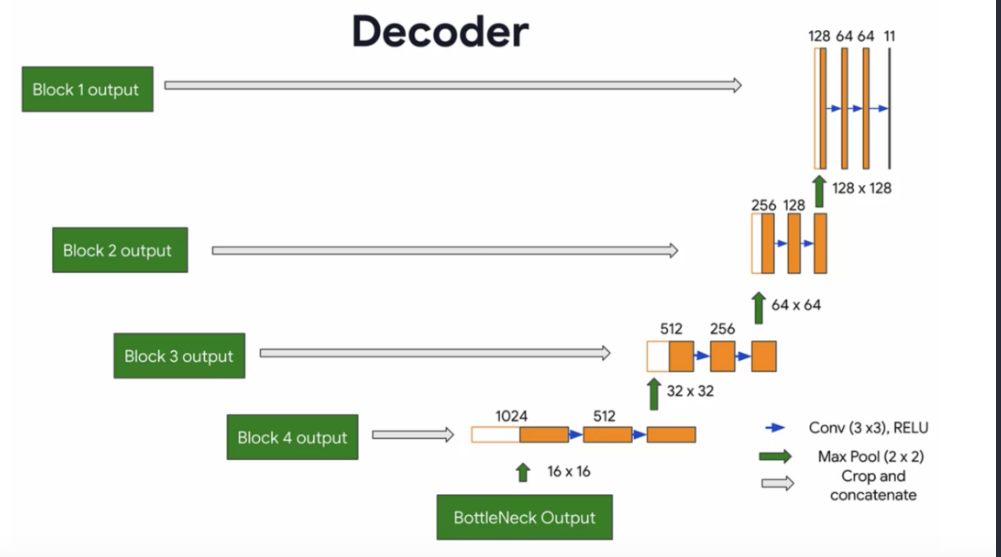 Decoder
128 64 64 11
Block 1 output
128 x 128
256 128
Block 2 output
64 x 64
512 256
Block 3 output
32 x 32
1024 512
Block 4 output
Conv (3 x3), RELU
Max Pool (2 x 2)
Crop and
concatenate
16 x 16
BottleNeck Output